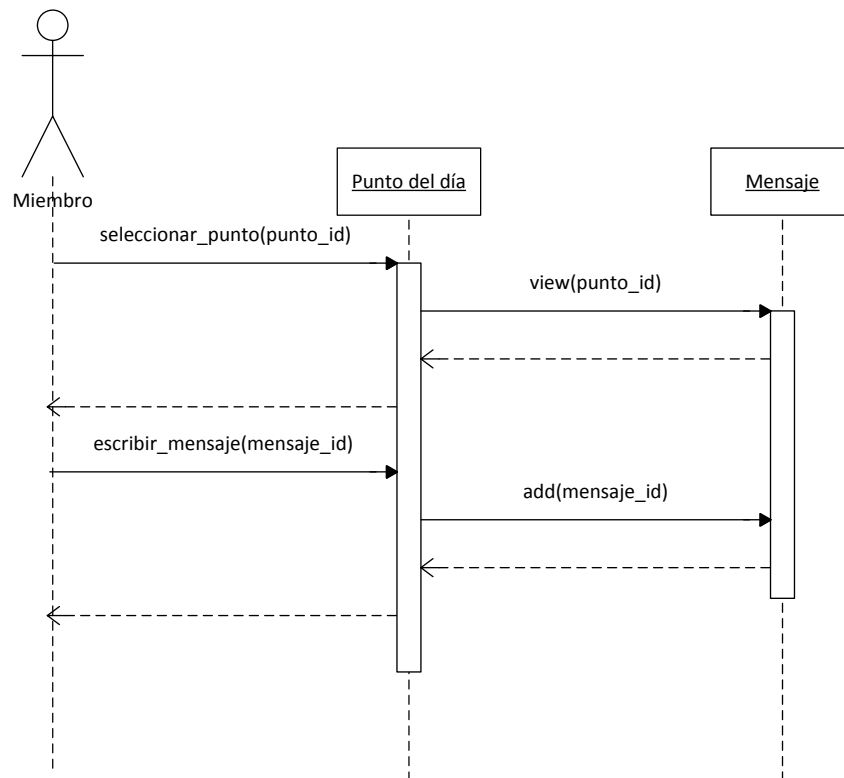 Miembro
Punto del día
Mensaje
seleccionar_punto(punto_id)
view(punto_id)
escribir_mensaje(mensaje_id)
add(mensaje_id)